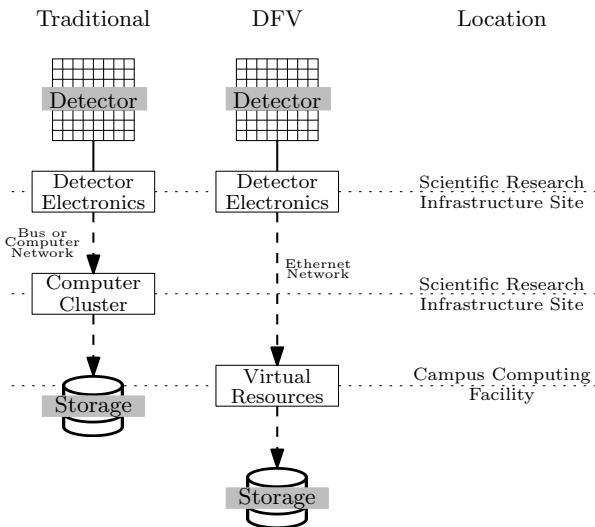 Traditional
DFV
Location
Detector
Detector
Detector
Electronics
Detector
Electronics
Scientific Research
Infrastructure Site
Bus or
Computer
Network
Ethernet
Network
Computer
Cluster
Scientific Research
Infrastructure Site
Virtual
Resources
Campus Computing
Facility
Storage
Storage